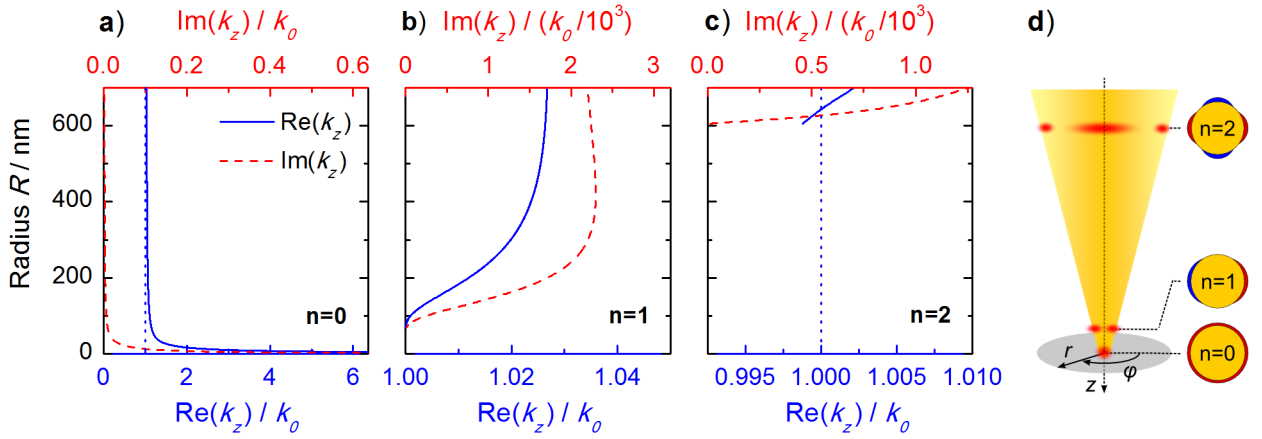 a) Im(k_z) / k_0
0.0 0.2 0.4 0.6
Radius R / nm
600
400
200
0
Re(k_z)
Im(k_z)
n=0
0 2 4 6
Re(k_z) / k_0
b) Im(k_z) / (k_0/10^3)
0 1 2 3
n=1
1.00 1.02 1.04
Re(k_z) / k_0
c) Im(k_z) / (k_0/10^3)
0.0 0.5 1.0
n=2
0.995 1.000 1.005 1.010
Re(k_z) / k_0
d)
n=2
n=1
n=0
r
φ
z